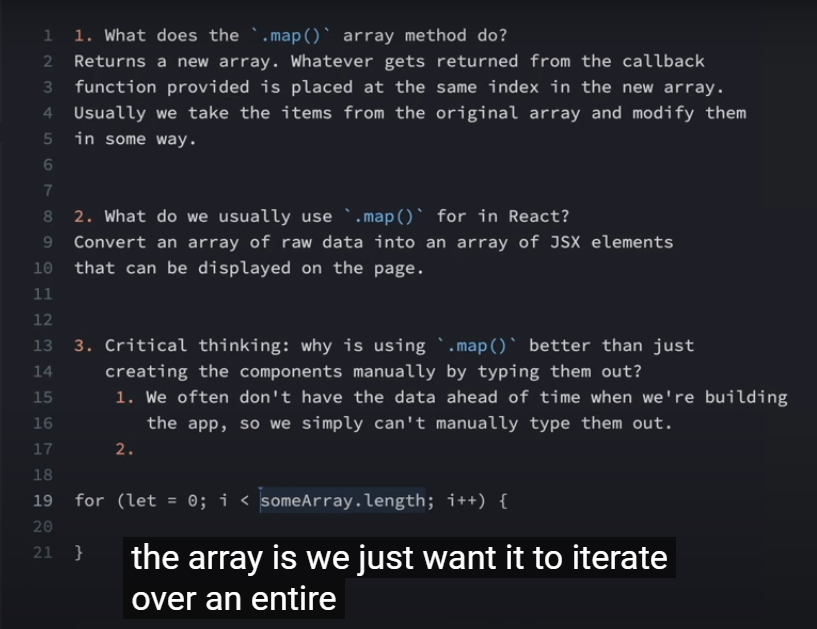 1 1. What does the `.map()` array method do?
2 Returns a new array. Whatever gets returned from the callback
3 function provided is placed at the same index in the new array.
4 Usually we take the items from the original array and modify them
5 in some way.
6
7
8 2. What do we usually use `.map()` for in React?
9 Convert an array of raw data into an array of JSX elements
10 that can be displayed on the page.
11
12
13 3. Critical thinking: why is using `.map()` better than just
14 creating the components manually by typing them out?
15 1. We often don't have the data ahead of time when we're building
16 the app, so we simply can't manually type them out.
17 2.
18
19 for (let = 0; i < someArray.length; i++) {
20
21 }
the array is we just want it to iterate
over an entire